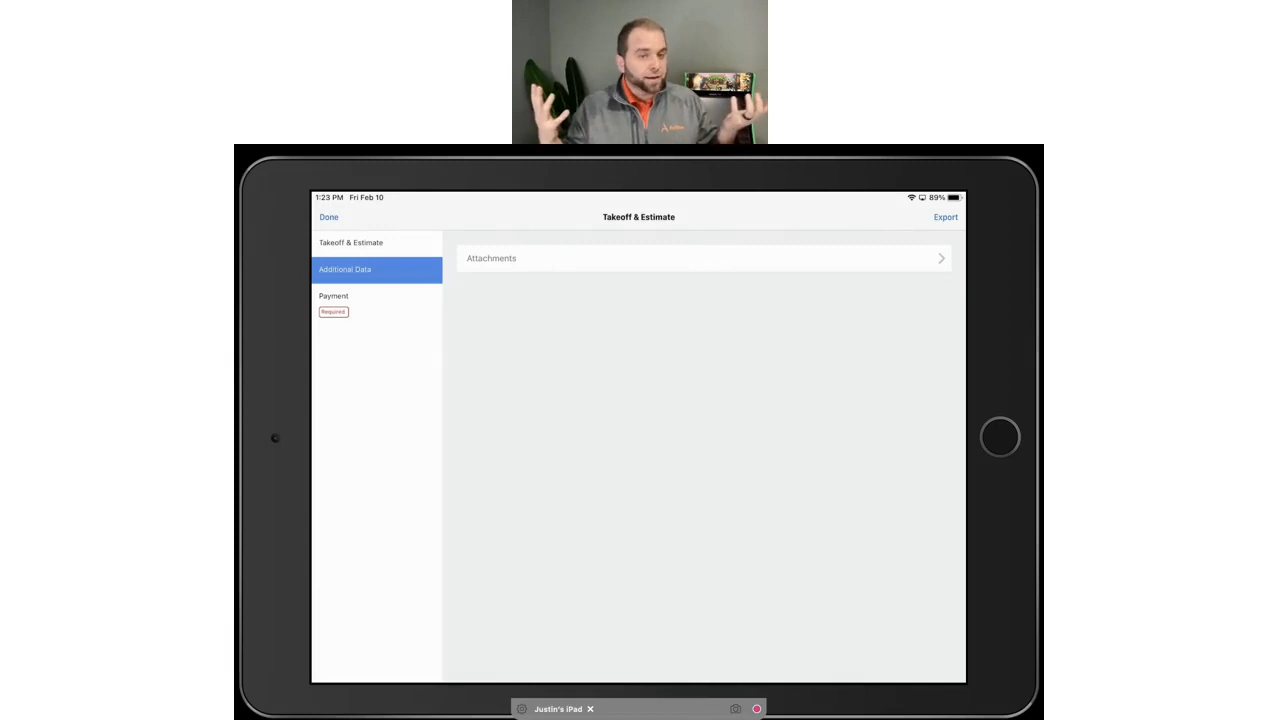 1:23 PM Fri Feb 10
89%
Done
Takeoff & Estimate
Export
Takeoff & Estimate
Additional Data
Attachments
Payment
Required
Justin's iPad